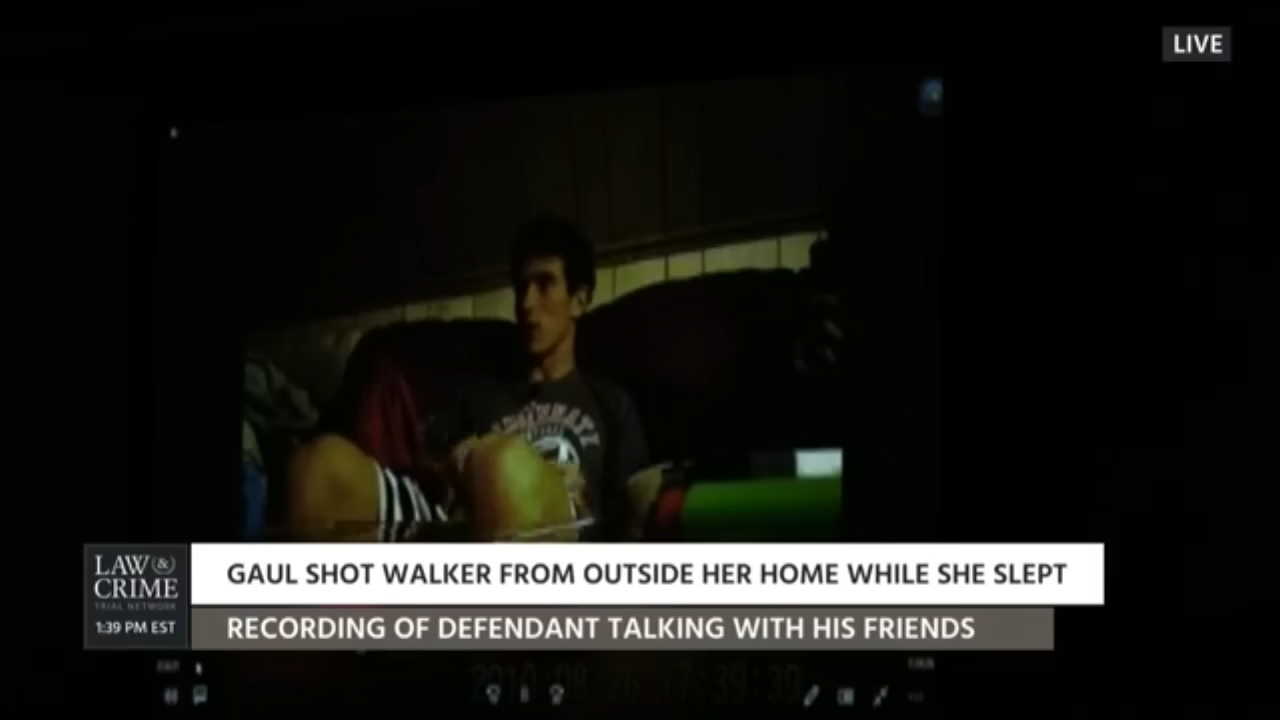 LIVE
GAUL SHOT WALKER FROM OUTSIDE HER HOME WHILE SHE SLEPT
LAW & CRIME
TRIAL NETWORK
1:39 PM EST
RECORDING OF DEFENDANT TALKING WITH HIS FRIENDS